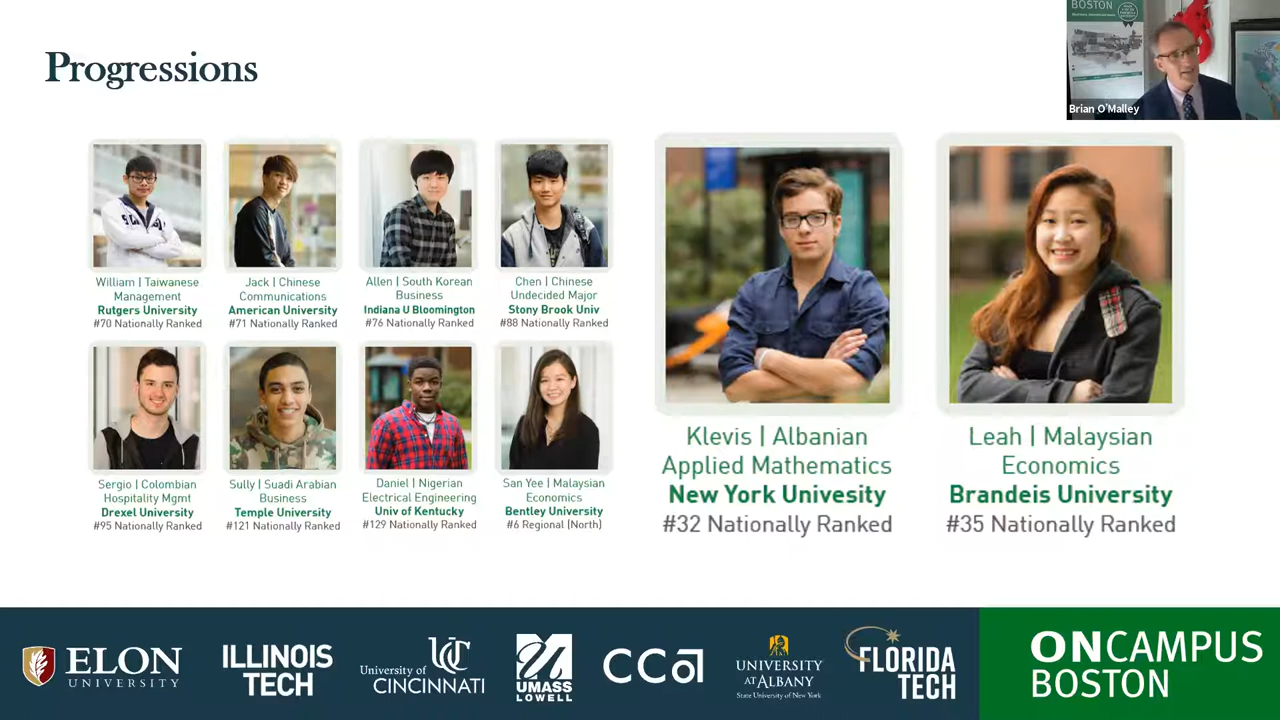 Progressions
BOSTON
Brian O'Malley
William | Taiwanese
Management
Rutgers University
#70 Nationally Ranked
Jack | Chinese
Communications
American University
#71 Nationally Ranked
Allen | South Korean
Business
Indiana U Bloomington
#76 Nationally Ranked
Chen | Chinese
Undecided Major
Stony Brook Univ
#88 Nationally Ranked
Sergio | Colombian
Hospitality Mgmt
Drexel University
#95 Nationally Ranked
Sully | Suadi Arabian
Business
Temple University
#121 Nationally Ranked
Daniel | Nigerian
Electrical Engineering
Univ of Kentucky
#129 Nationally Ranked
San Yee | Malaysian
Economics
Bentley University
#6 Regional (North)
Klevis | Albanian
Applied Mathematics
New York Univesity
#32 Nationally Ranked
Leah | Malaysian
Economics
Brandeis University
#35 Nationally Ranked
ELON
UNIVERSITY
ILLINOIS
TECH
UC
University of
CINCINNATI
UMASS
LOWELL
CCA
UNIVERSITY
AT ALBANY
State University of New York
FLORIDA
TECH
ONCAMPUS
BOSTON